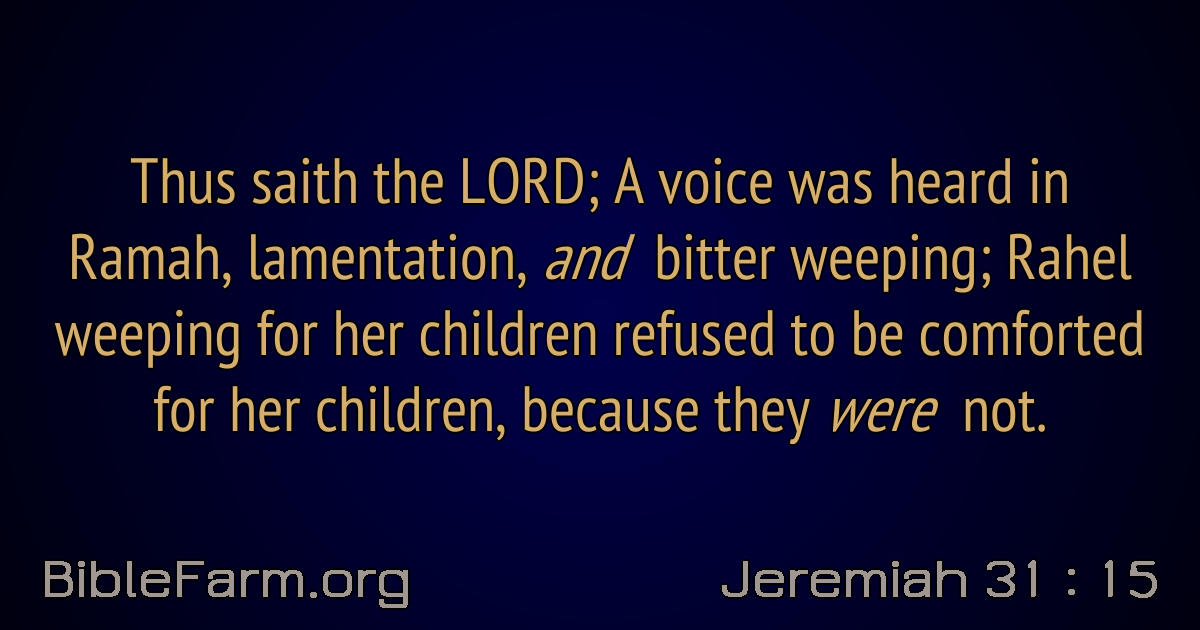 Thus saith the LORD; A voice was heard in
Ramah, lamentation, and bitter weeping; Rahel
weeping for her children refused to be comforted
for her children, because they were not.
BibleFarm.org
Jeremiah 31 : 15